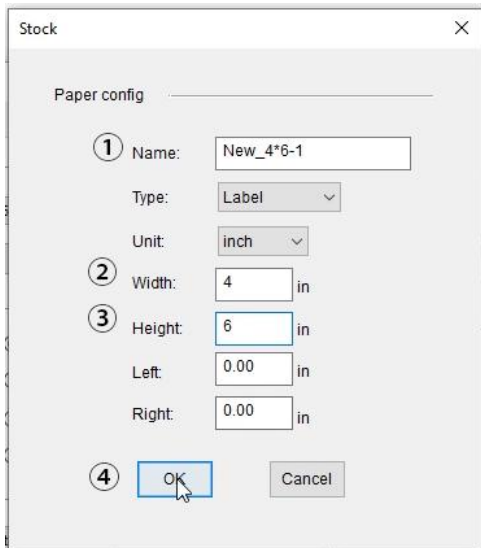 Stock
Paper config
① Name: New_4*6-1
Type: Label
Unit: inch
② Width: 4 in
③ Height: 6 in
Left: 0.00 in
Right: 0.00 in
④ OK Cancel